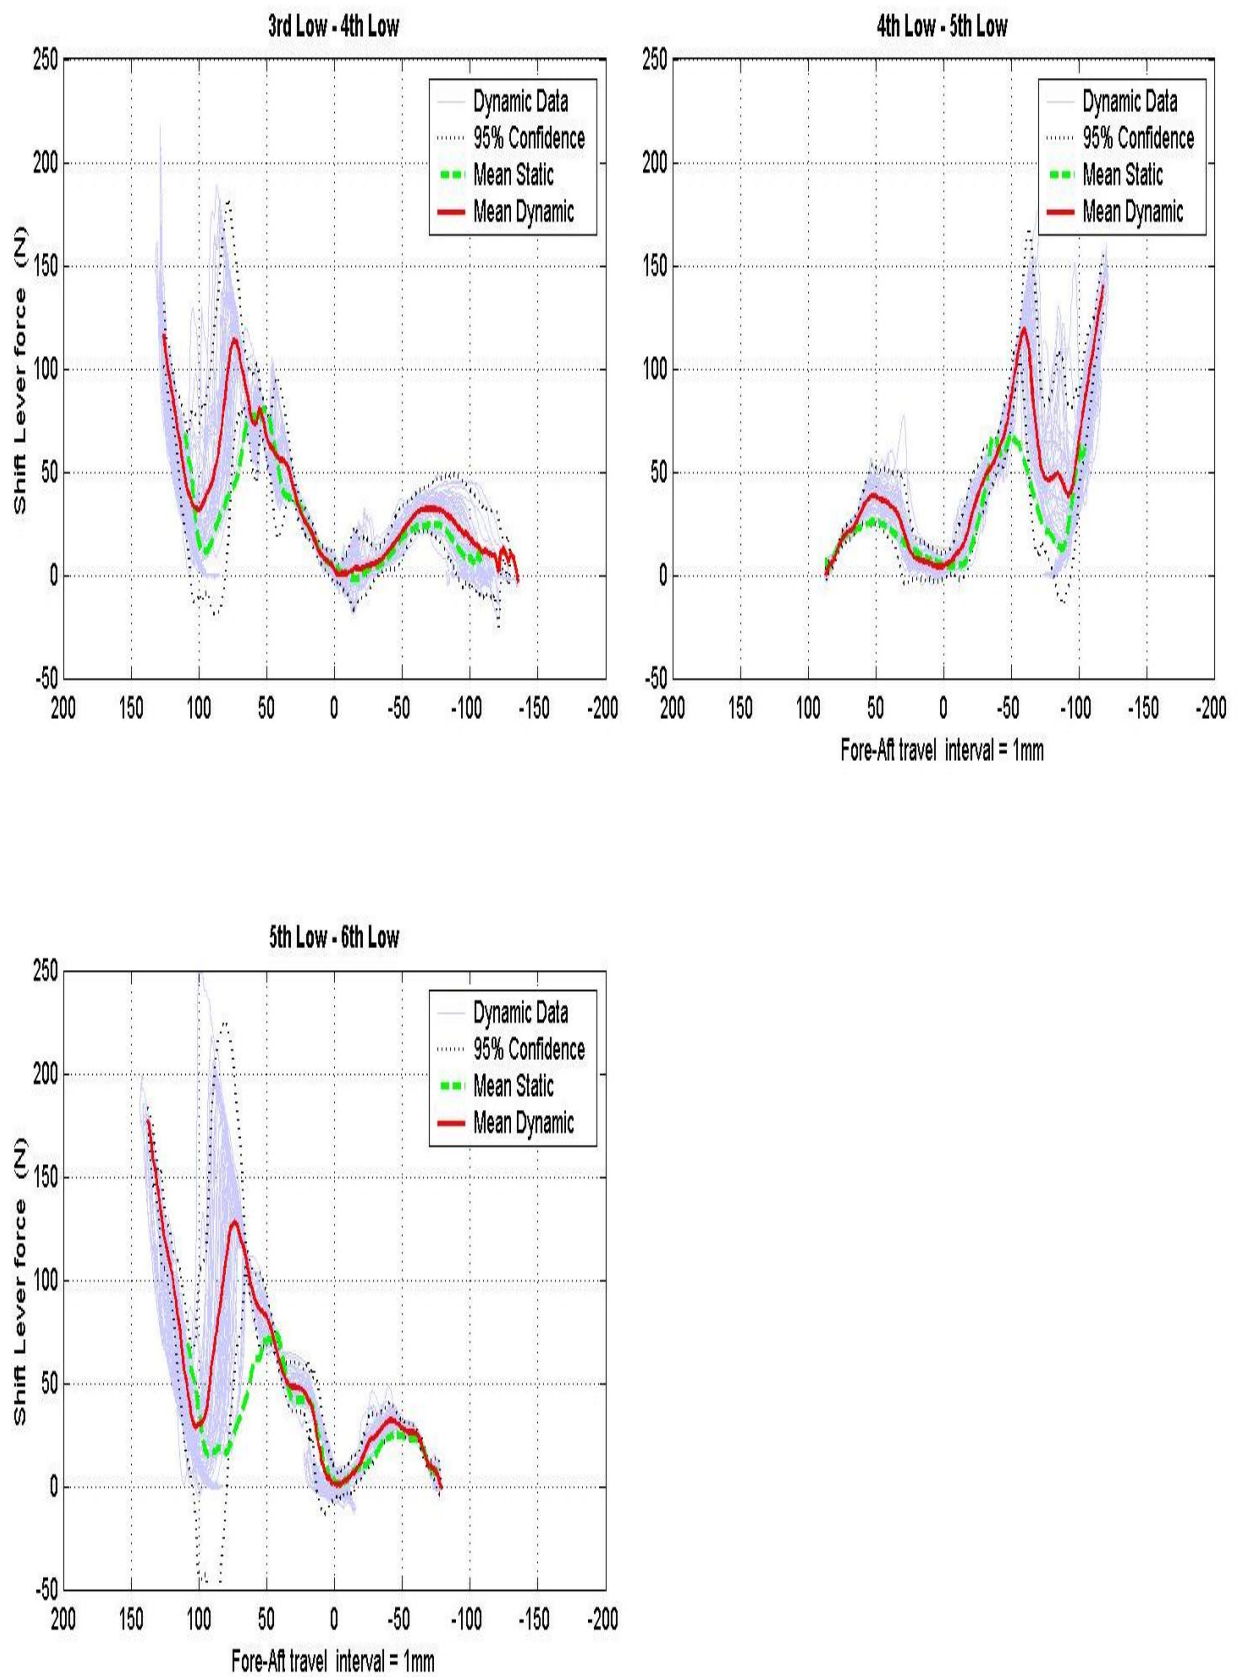 3rd Low - 4th Low
250
200
150
100
50
0
-50
Shift Lever force (N)
Dynamic Data
95% Confidence
Mean Static
Mean Dynamic
200 150 100 50 0 -50 -100 -150 -200
4th Low - 5th Low
250
200
150
100
50
0
-50
Dynamic Data
95% Confidence
Mean Static
Mean Dynamic
200 150 100 50 0 -50 -100 -150 -200
Fore-Aft travel interval = 1mm
5th Low - 6th Low
250
200
150
100
50
0
-50
Shift Lever force (N)
Dynamic Data
95% Confidence
Mean Static
Mean Dynamic
200 150 100 50 0 -50 -100 -150 -200
Fore-Aft travel interval = 1mm